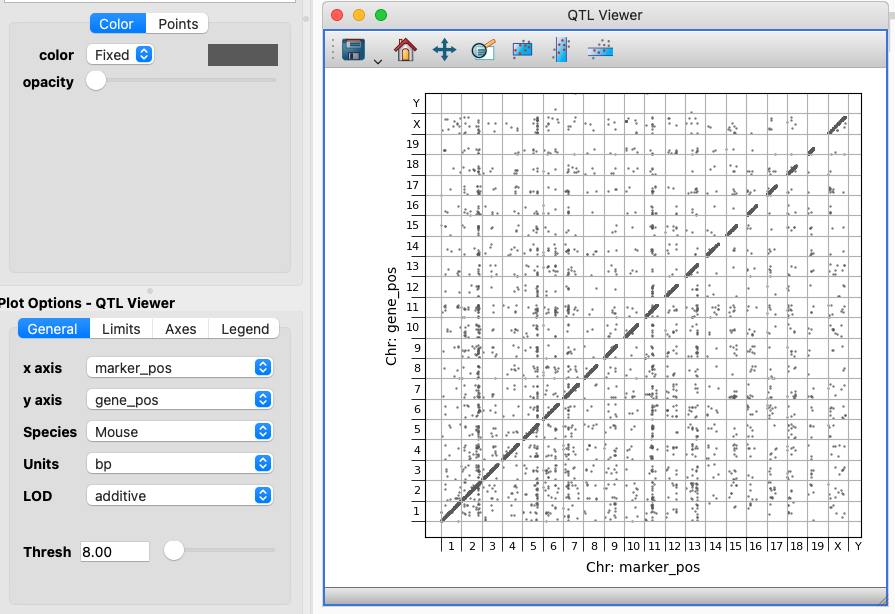 Color Points
color Fixed
opacity
Plot Options - QTL Viewer
General Limits Axes Legend
x axis marker_pos
y axis gene_pos
Species Mouse
Units bp
LOD additive
Thresh 8.00
QTL Viewer
Y
X
19
18
17
16
15
14
13
12
11
10
9
8
7
6
5
4
3
2
1
Chr: gene_pos
1 2 3 4 5 6 7 8 9 10 11 12 13 14 15 16 17 18 19 X Y
Chr: marker_pos